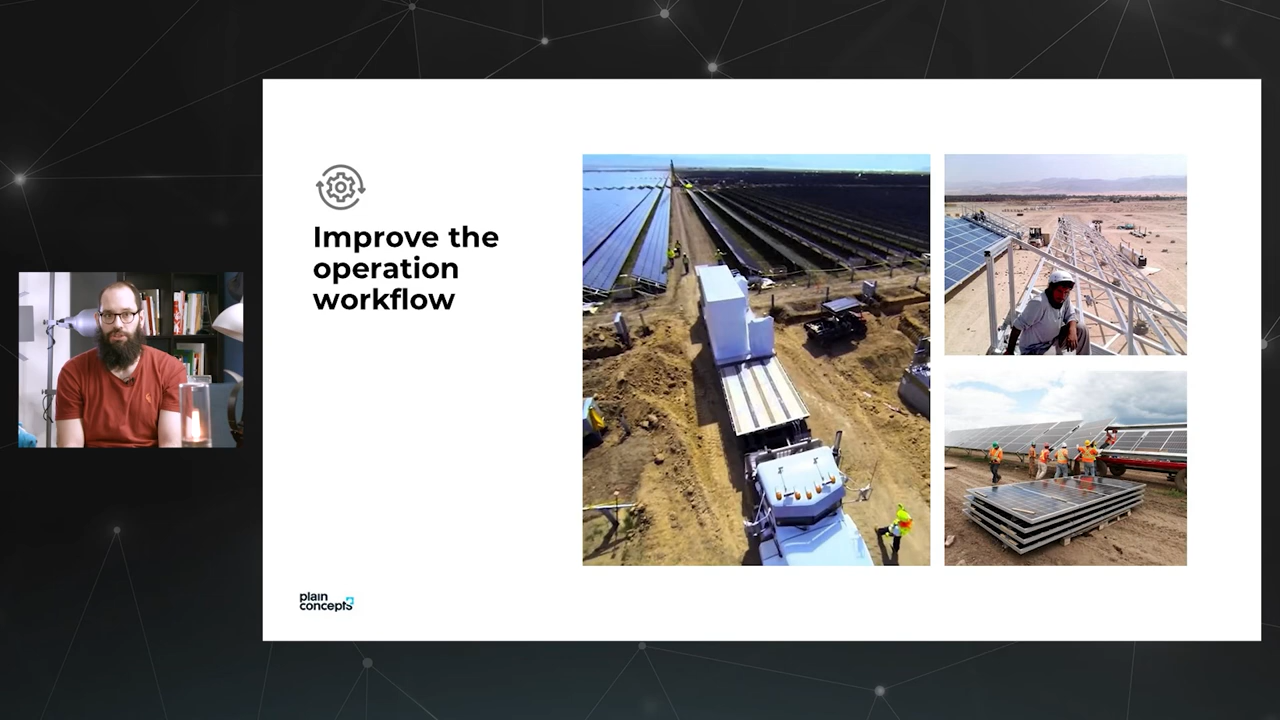 Improve the
operation
workflow
plain
concepts